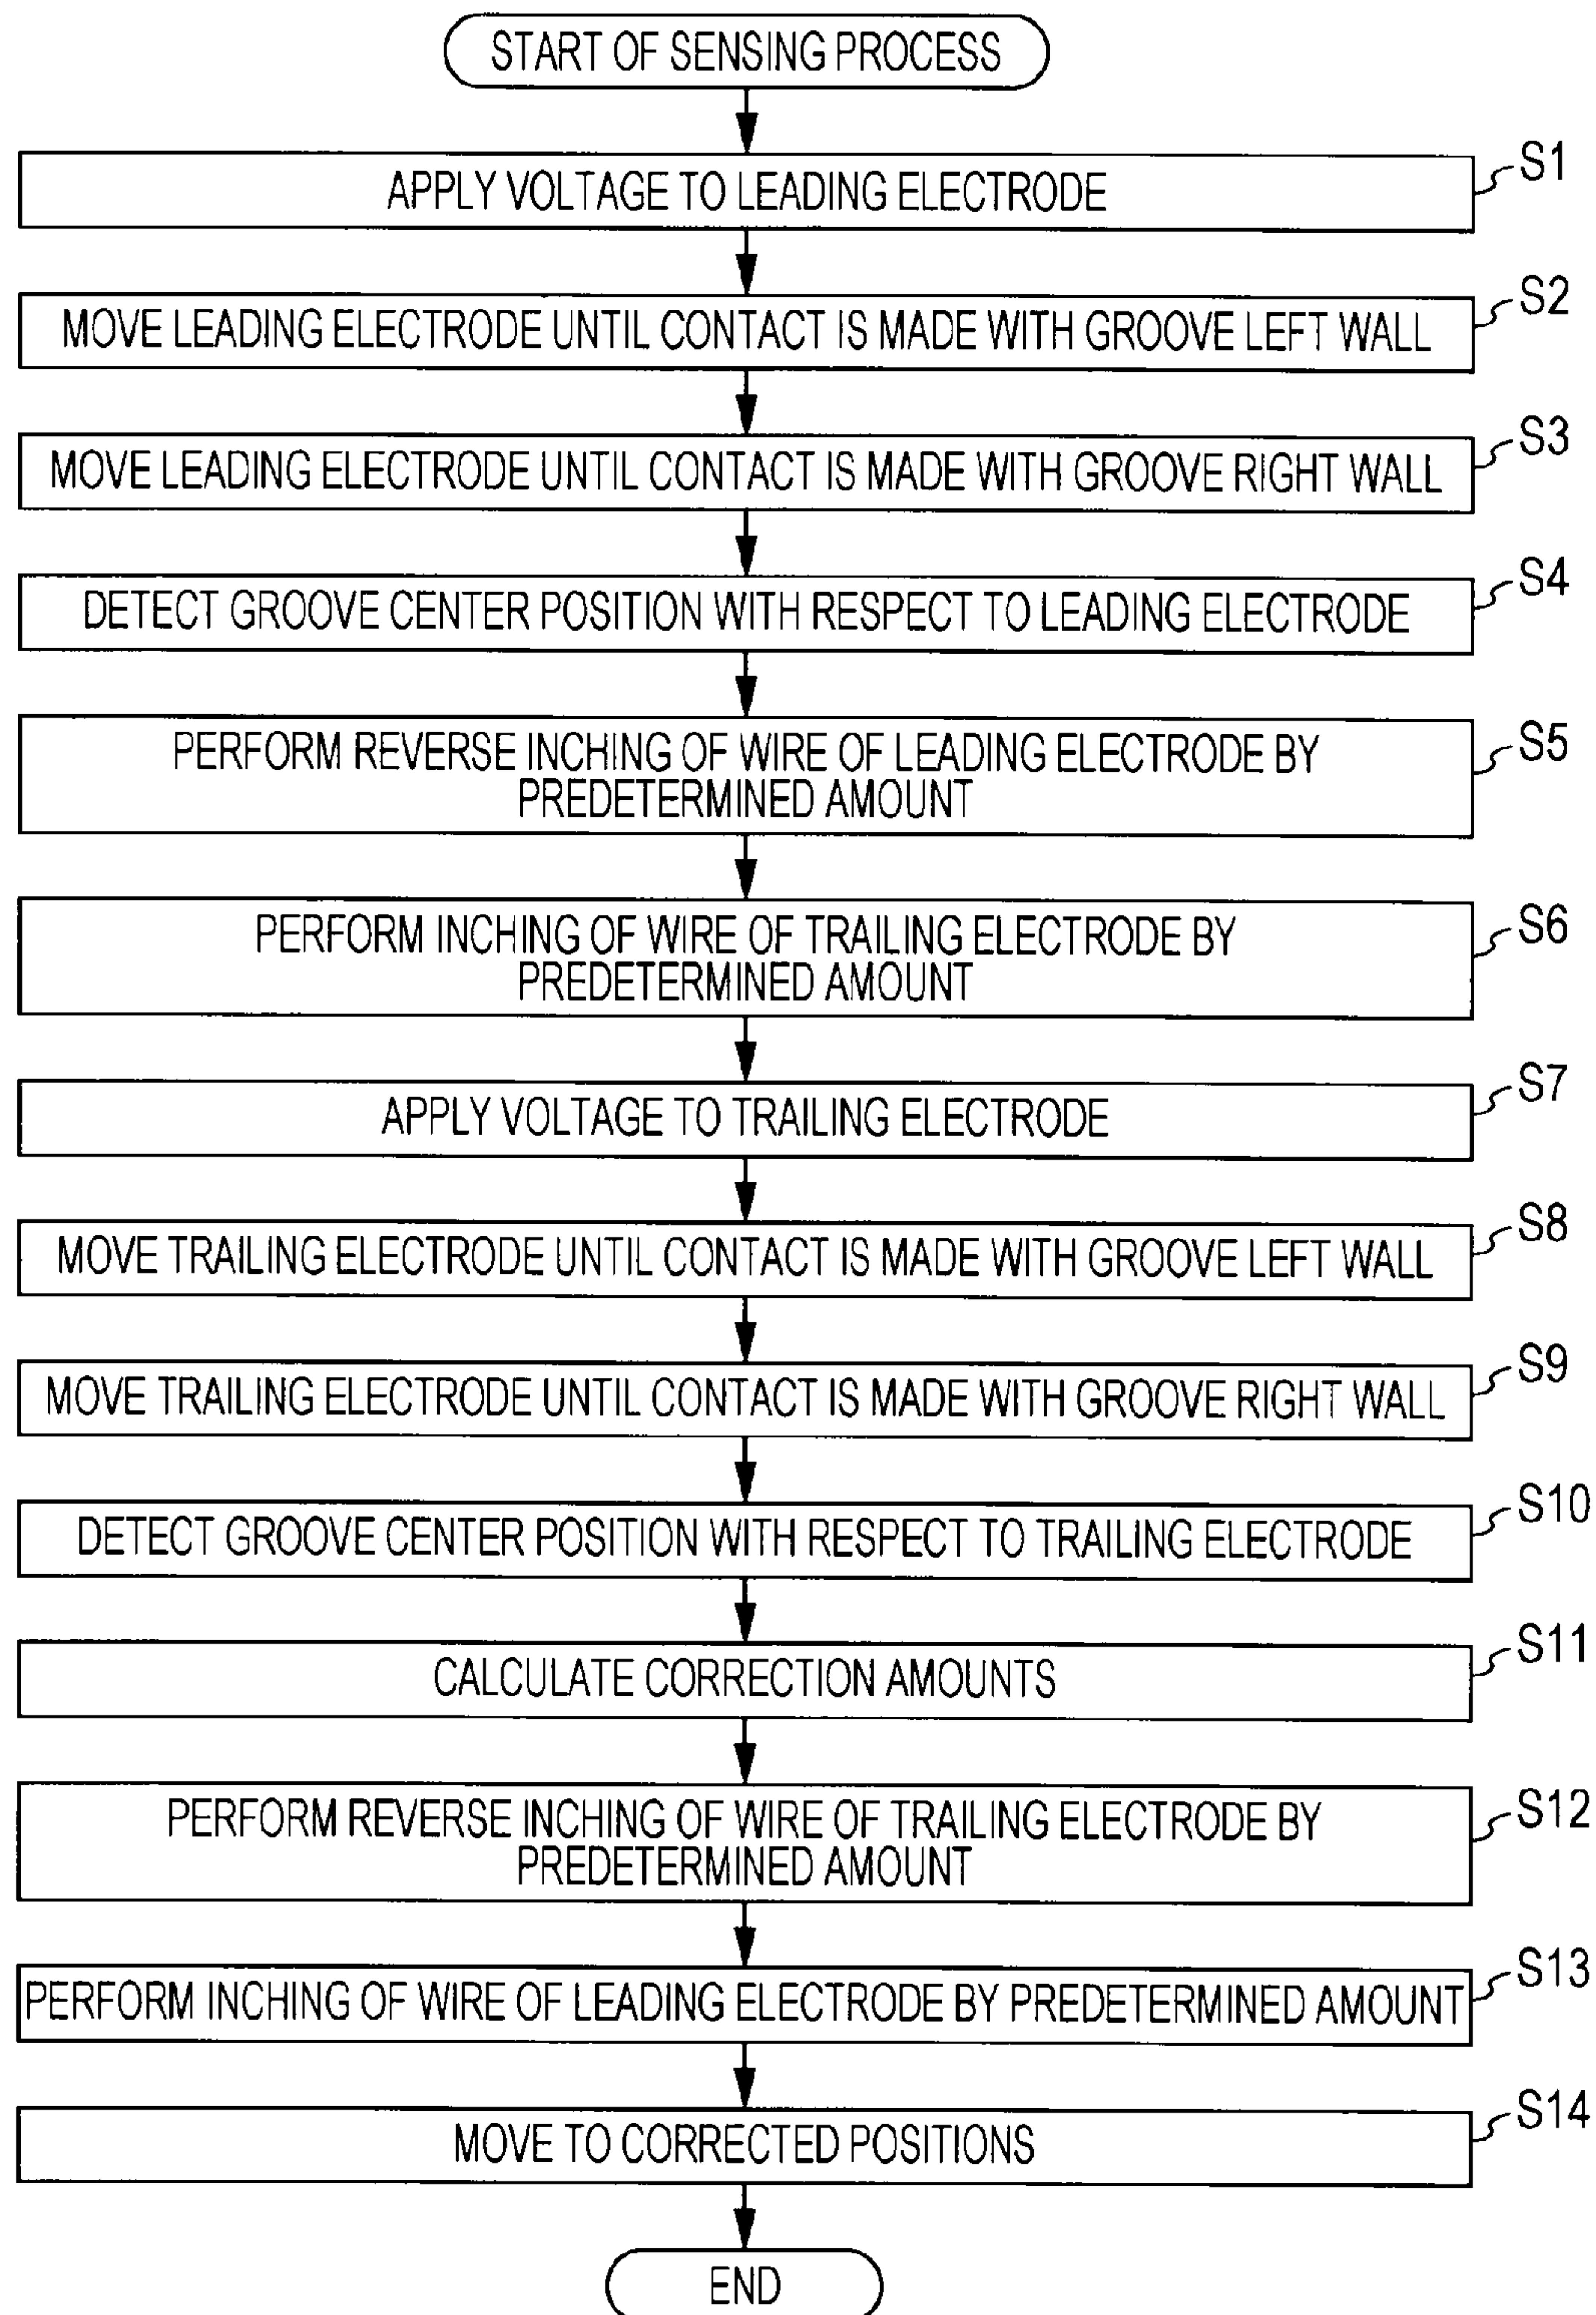 START OF SENSING PROCESS
APPLY VOLTAGE TO LEADING ELECTRODE
S1
MOVE LEADING ELECTRODE UNTIL CONTACT IS MADE WITH GROOVE LEFT WALL
S2
MOVE LEADING ELECTRODE UNTIL CONTACT IS MADE WITH GROOVE RIGHT WALL
S3
DETECT GROOVE CENTER POSITION WITH RESPECT TO LEADING ELECTRODE
S4
PERFORM REVERSE INCHING OF WIRE OF LEADING ELECTRODE BY
PREDETERMINED AMOUNT
S5
PERFORM INCHING OF WIRE OF TRAILING ELECTRODE BY
PREDETERMINED AMOUNT
S6
APPLY VOLTAGE TO TRAILING ELECTRODE
S7
MOVE TRAILING ELECTRODE UNTIL CONTACT IS MADE WITH GROOVE LEFT WALL
S8
MOVE TRAILING ELECTRODE UNTIL CONTACT IS MADE WITH GROOVE RIGHT WALL
S9
DETECT GROOVE CENTER POSITION WITH RESPECT TO TRAILING ELECTRODE
S10
CALCULATE CORRECTION AMOUNTS
S11
PERFORM REVERSE INCHING OF WIRE OF TRAILING ELECTRODE BY
PREDETERMINED AMOUNT
S12
PERFORM INCHING OF WIRE OF LEADING ELECTRODE BY PREDETERMINED AMOUNT
S13
MOVE TO CORRECTED POSITIONS
S14
END